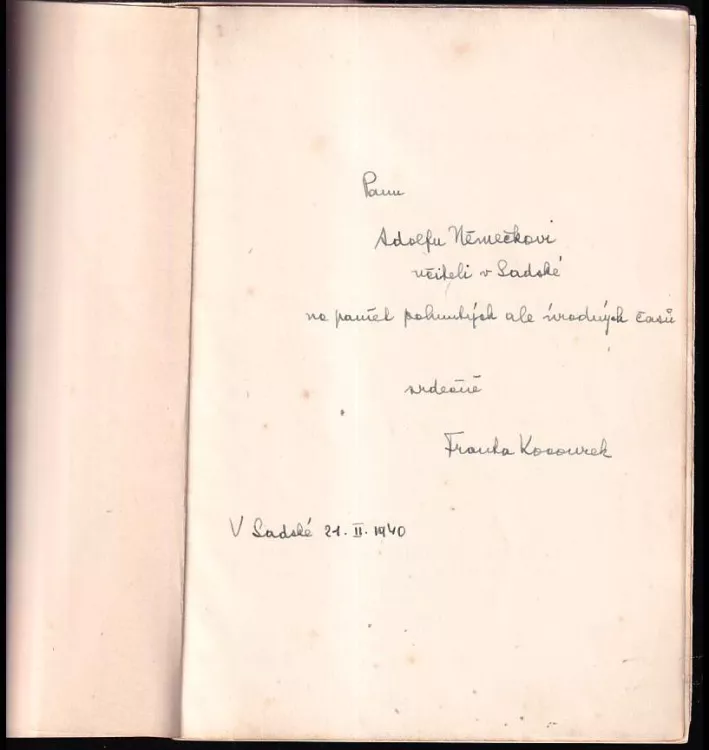 Panu
Adolfu Němečkovi
učiteli v Sadské
na paměť pohnutých ale úrodných časů
srdečně
Franta Kocourek
V Sadské 21. II. 1940